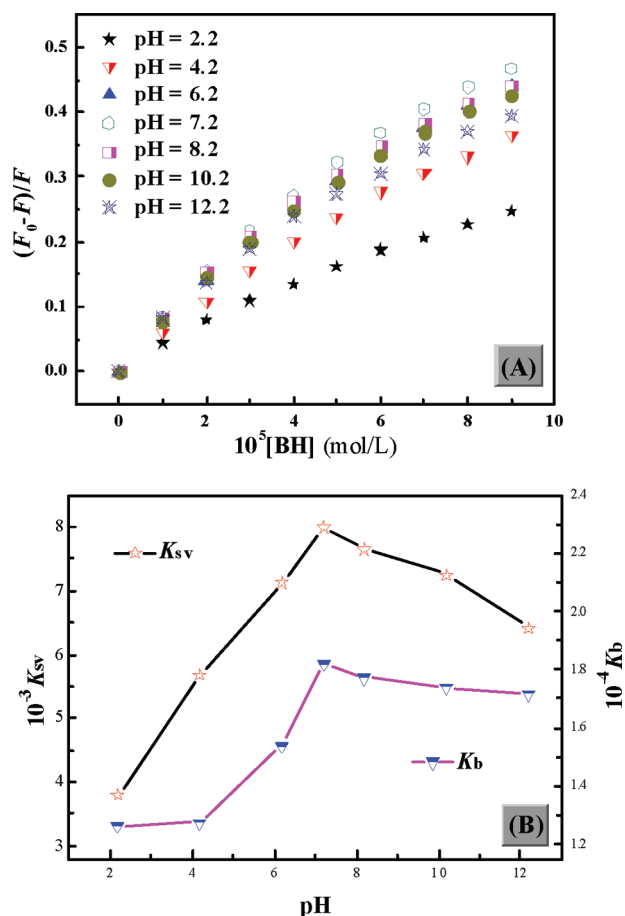 0.5
0.4
0.3
0.2
0.1
0.0
(F₀-F)/F
pH = 2.2
pH = 4.2
pH = 6.2
pH = 7.2
pH = 8.2
pH = 10.2
pH = 12.2
(A)
0 2 4 6 8 10
10⁵[BH] (mol/L)
8
7
6
5
4
3
10⁻³ Ksv
Ksv
Kb
2.4
2.2
2.0
1.8
1.6
1.4
1.2
10⁻⁴ Kb
(B)
2 4 6 8 10 12
pH